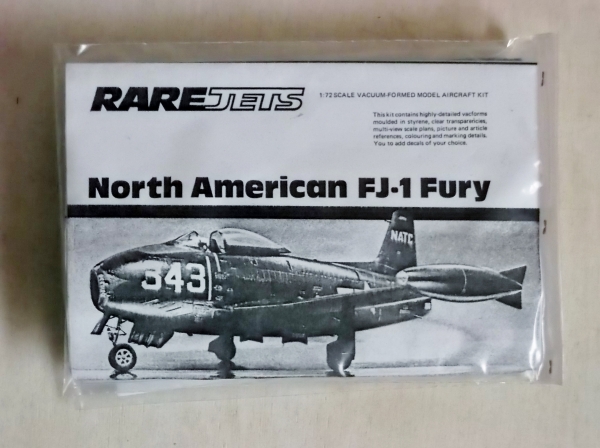 RAREJETS
1/72 SCALE VACUUM-FORMED MODEL AIRCRAFT KIT
This kit contains highly-detailed vacforms
moulded in styrene, clear transparencies,
multi-view scale plans, picture and article
references, colouring and marking details.
You to add decals of your choice.
North American FJ-1 Fury
NATC
343